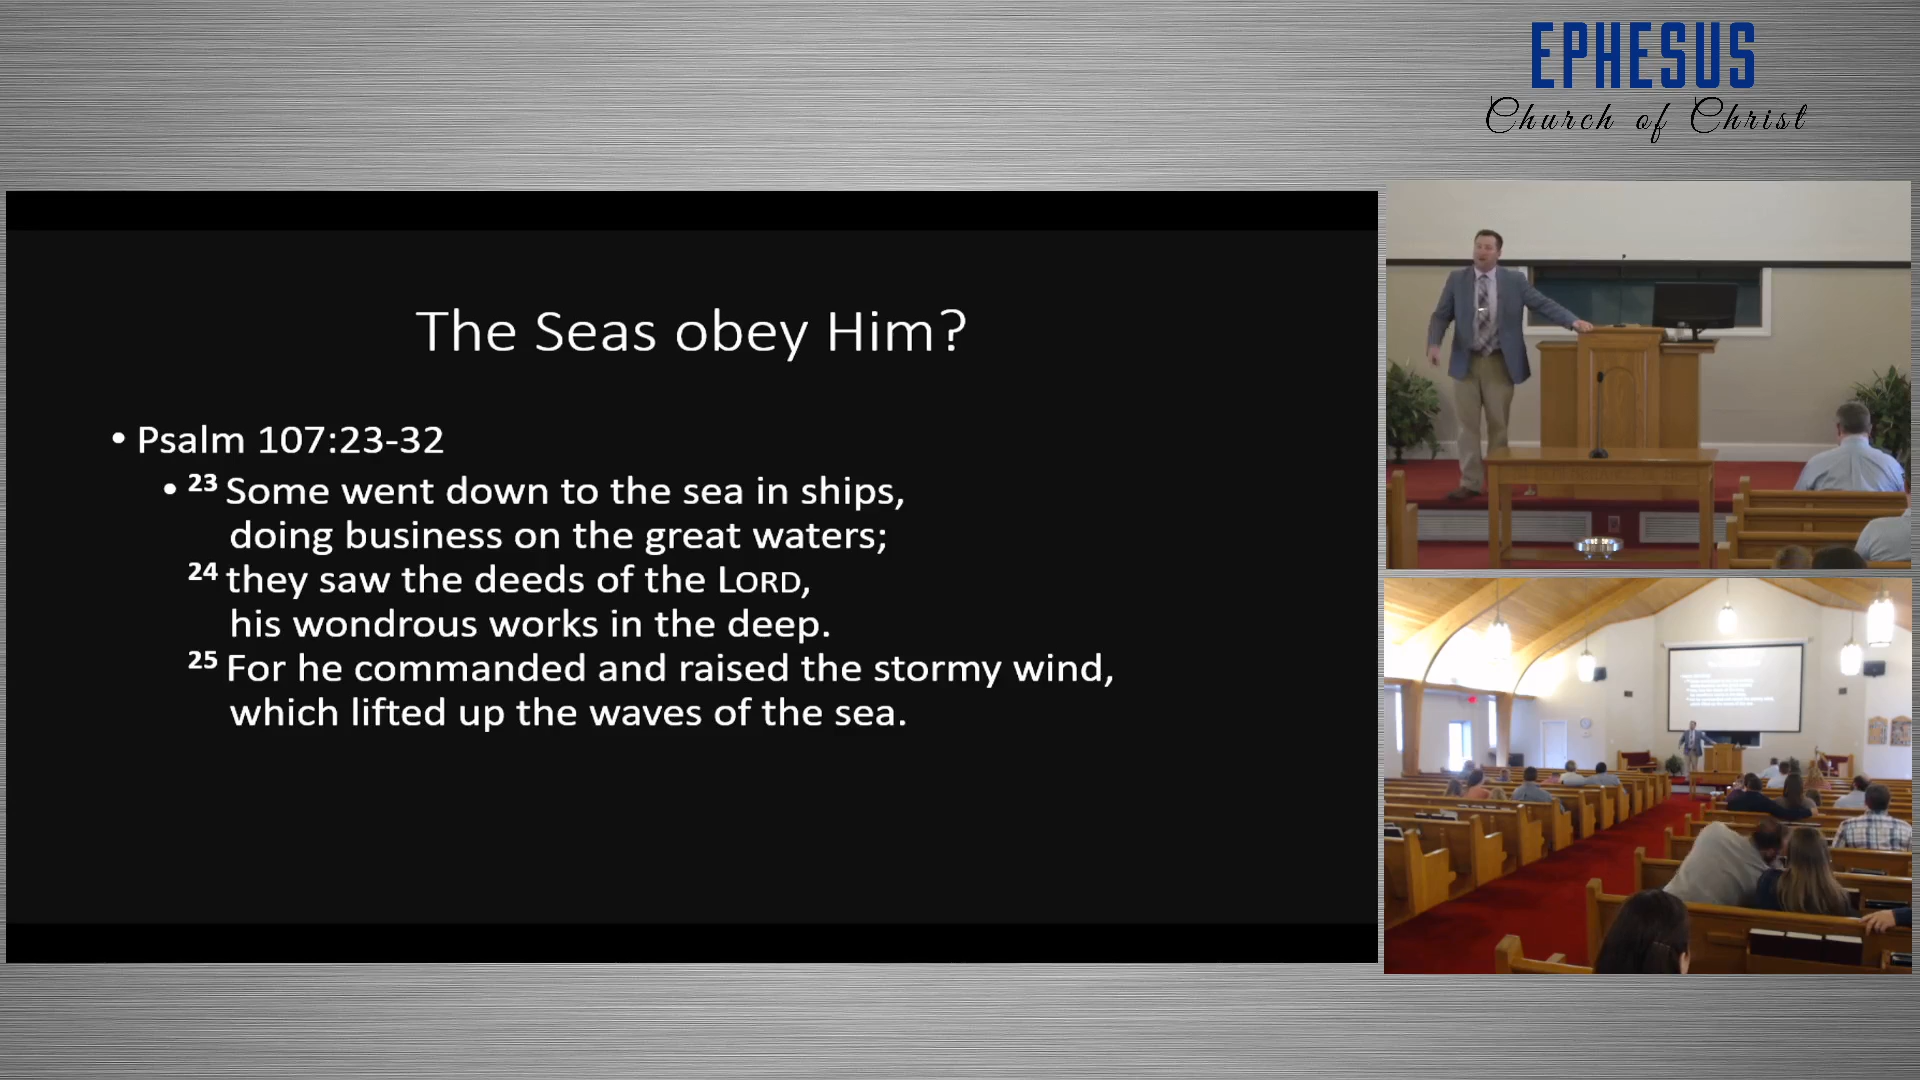 EPHESUS
Church of Christ
The Seas obey Him?
• Psalm 107:23-32
• 23 Some went down to the sea in ships,
doing business on the great waters;
24 they saw the deeds of the LORD,
his wondrous works in the deep.
25 For he commanded and raised the stormy wind,
which lifted up the waves of the sea.